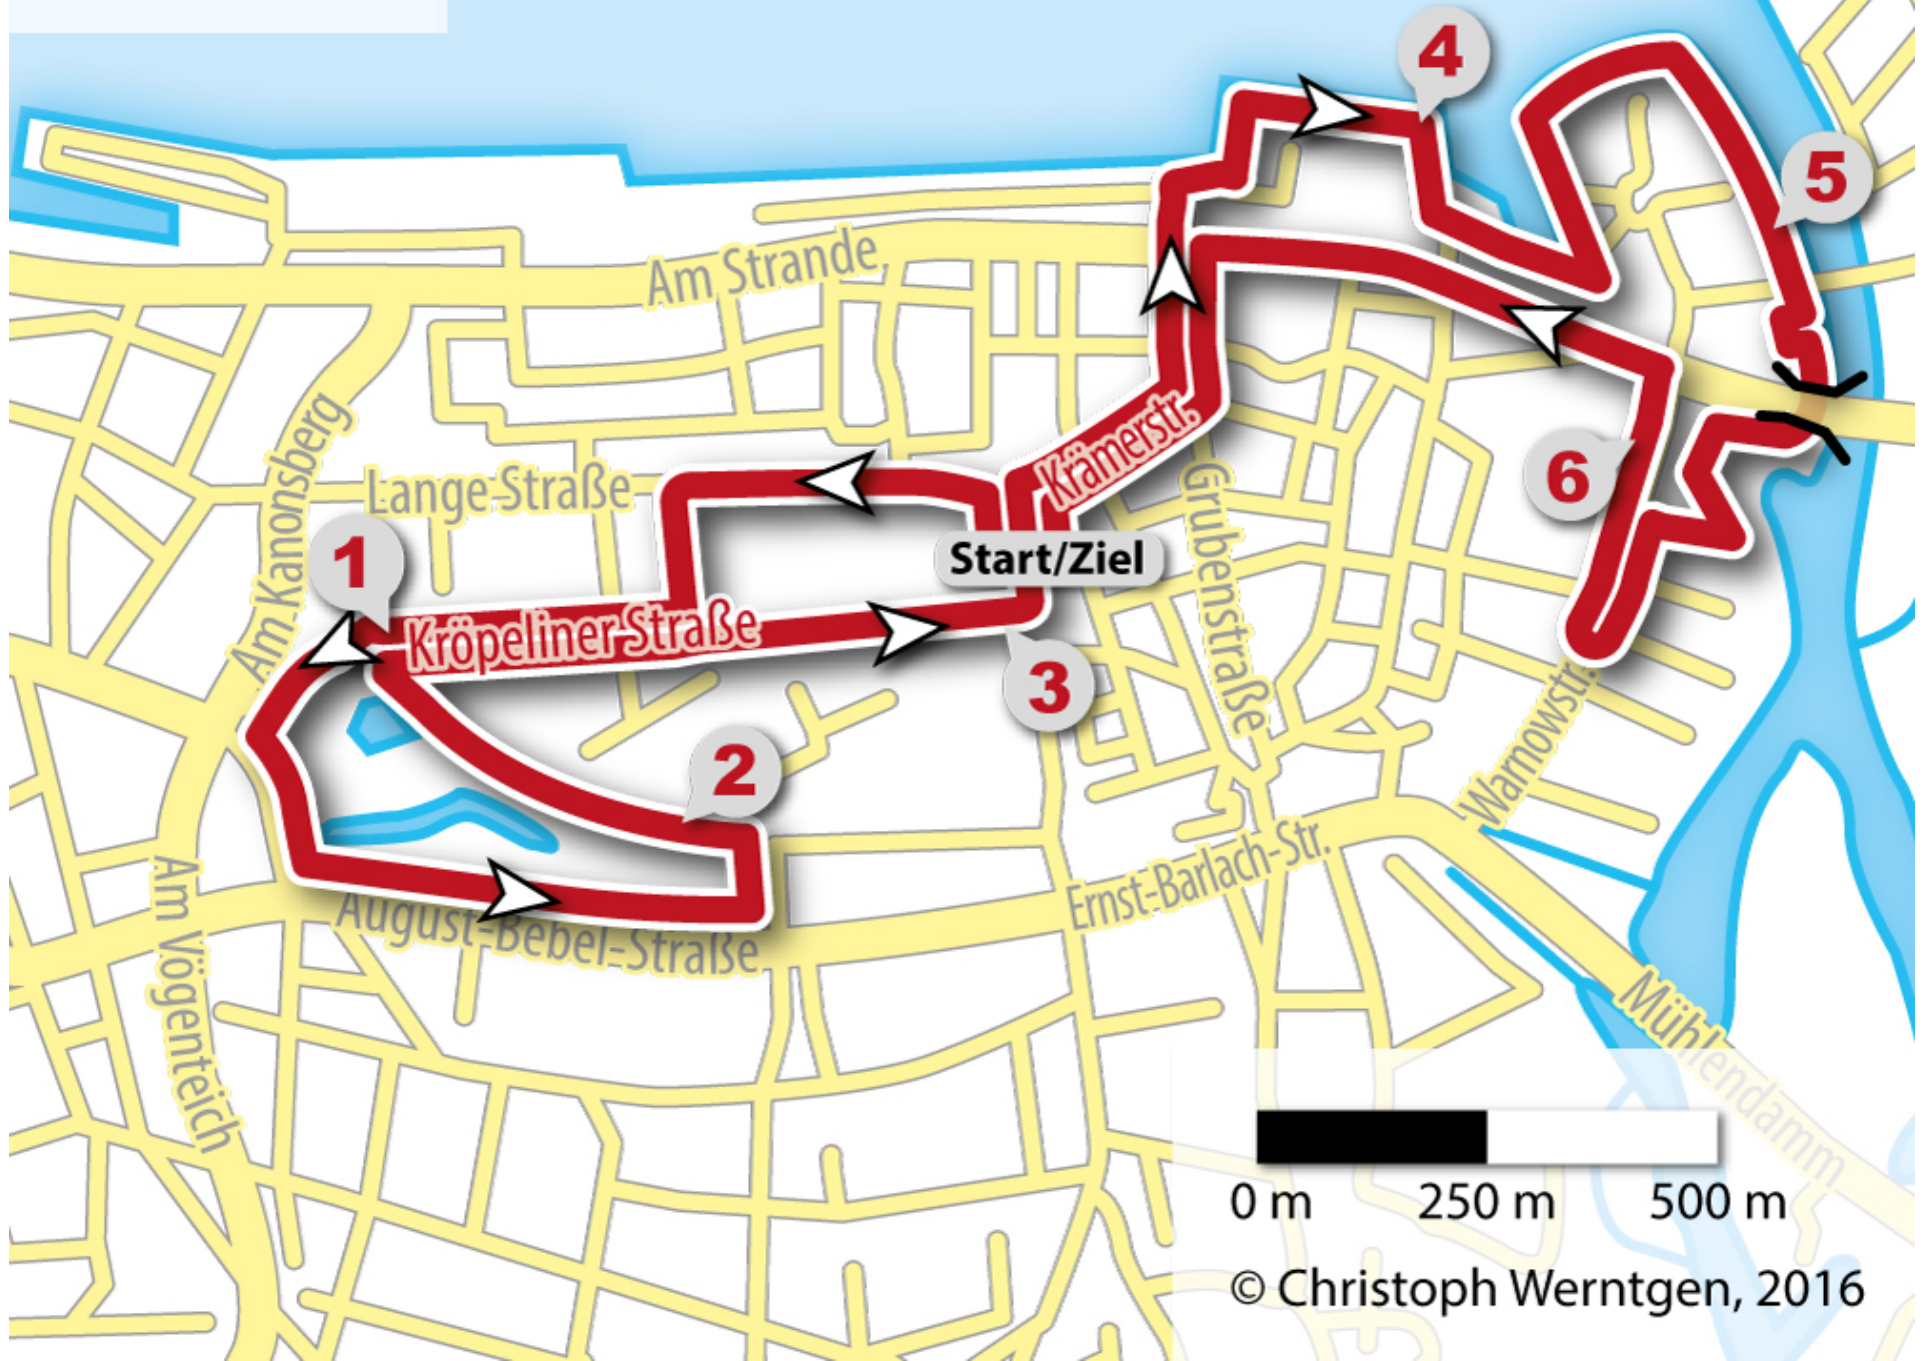 4
5
Am Strande
Am Kanonsberg
Lange Straße
Krämerstr.
6
Grubenstraße
1
Start/Ziel
Kröpeliner Straße
3
2
Warnowstr.
Am Vögenteich
August-Bebel-Straße
Ernst-Barlach-Str.
Mühlendamm
0 m 250 m 500 m
© Christoph Werntgen, 2016